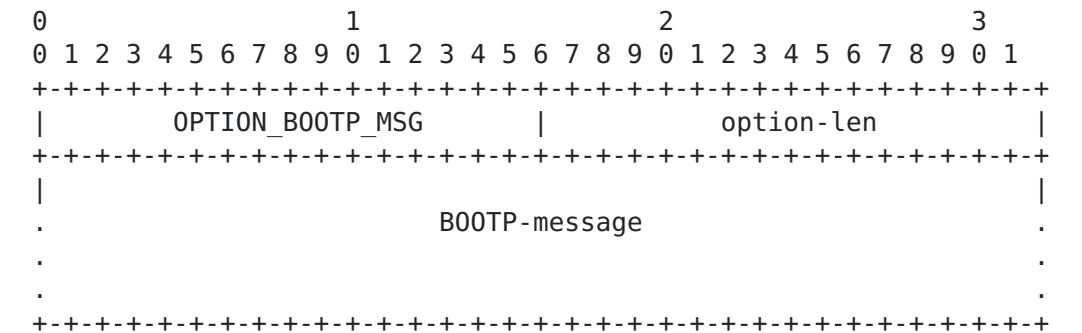 0                   1                   2                   3
0 1 2 3 4 5 6 7 8 9 0 1 2 3 4 5 6 7 8 9 0 1 2 3 4 5 6 7 8 9 0 1
+-+-+-+-+-+-+-+-+-+-+-+-+-+-+-+-+-+-+-+-+-+-+-+-+-+-+-+-+-+-+-+-+
|        OPTION_BOOTP_MSG       |           option-len          |
+-+-+-+-+-+-+-+-+-+-+-+-+-+-+-+-+-+-+-+-+-+-+-+-+-+-+-+-+-+-+-+-+
|                                                               |
.                         BOOTP-message                         .
.                                                               .
.                                                               .
+-+-+-+-+-+-+-+-+-+-+-+-+-+-+-+-+-+-+-+-+-+-+-+-+-+-+-+-+-+-+-+-+